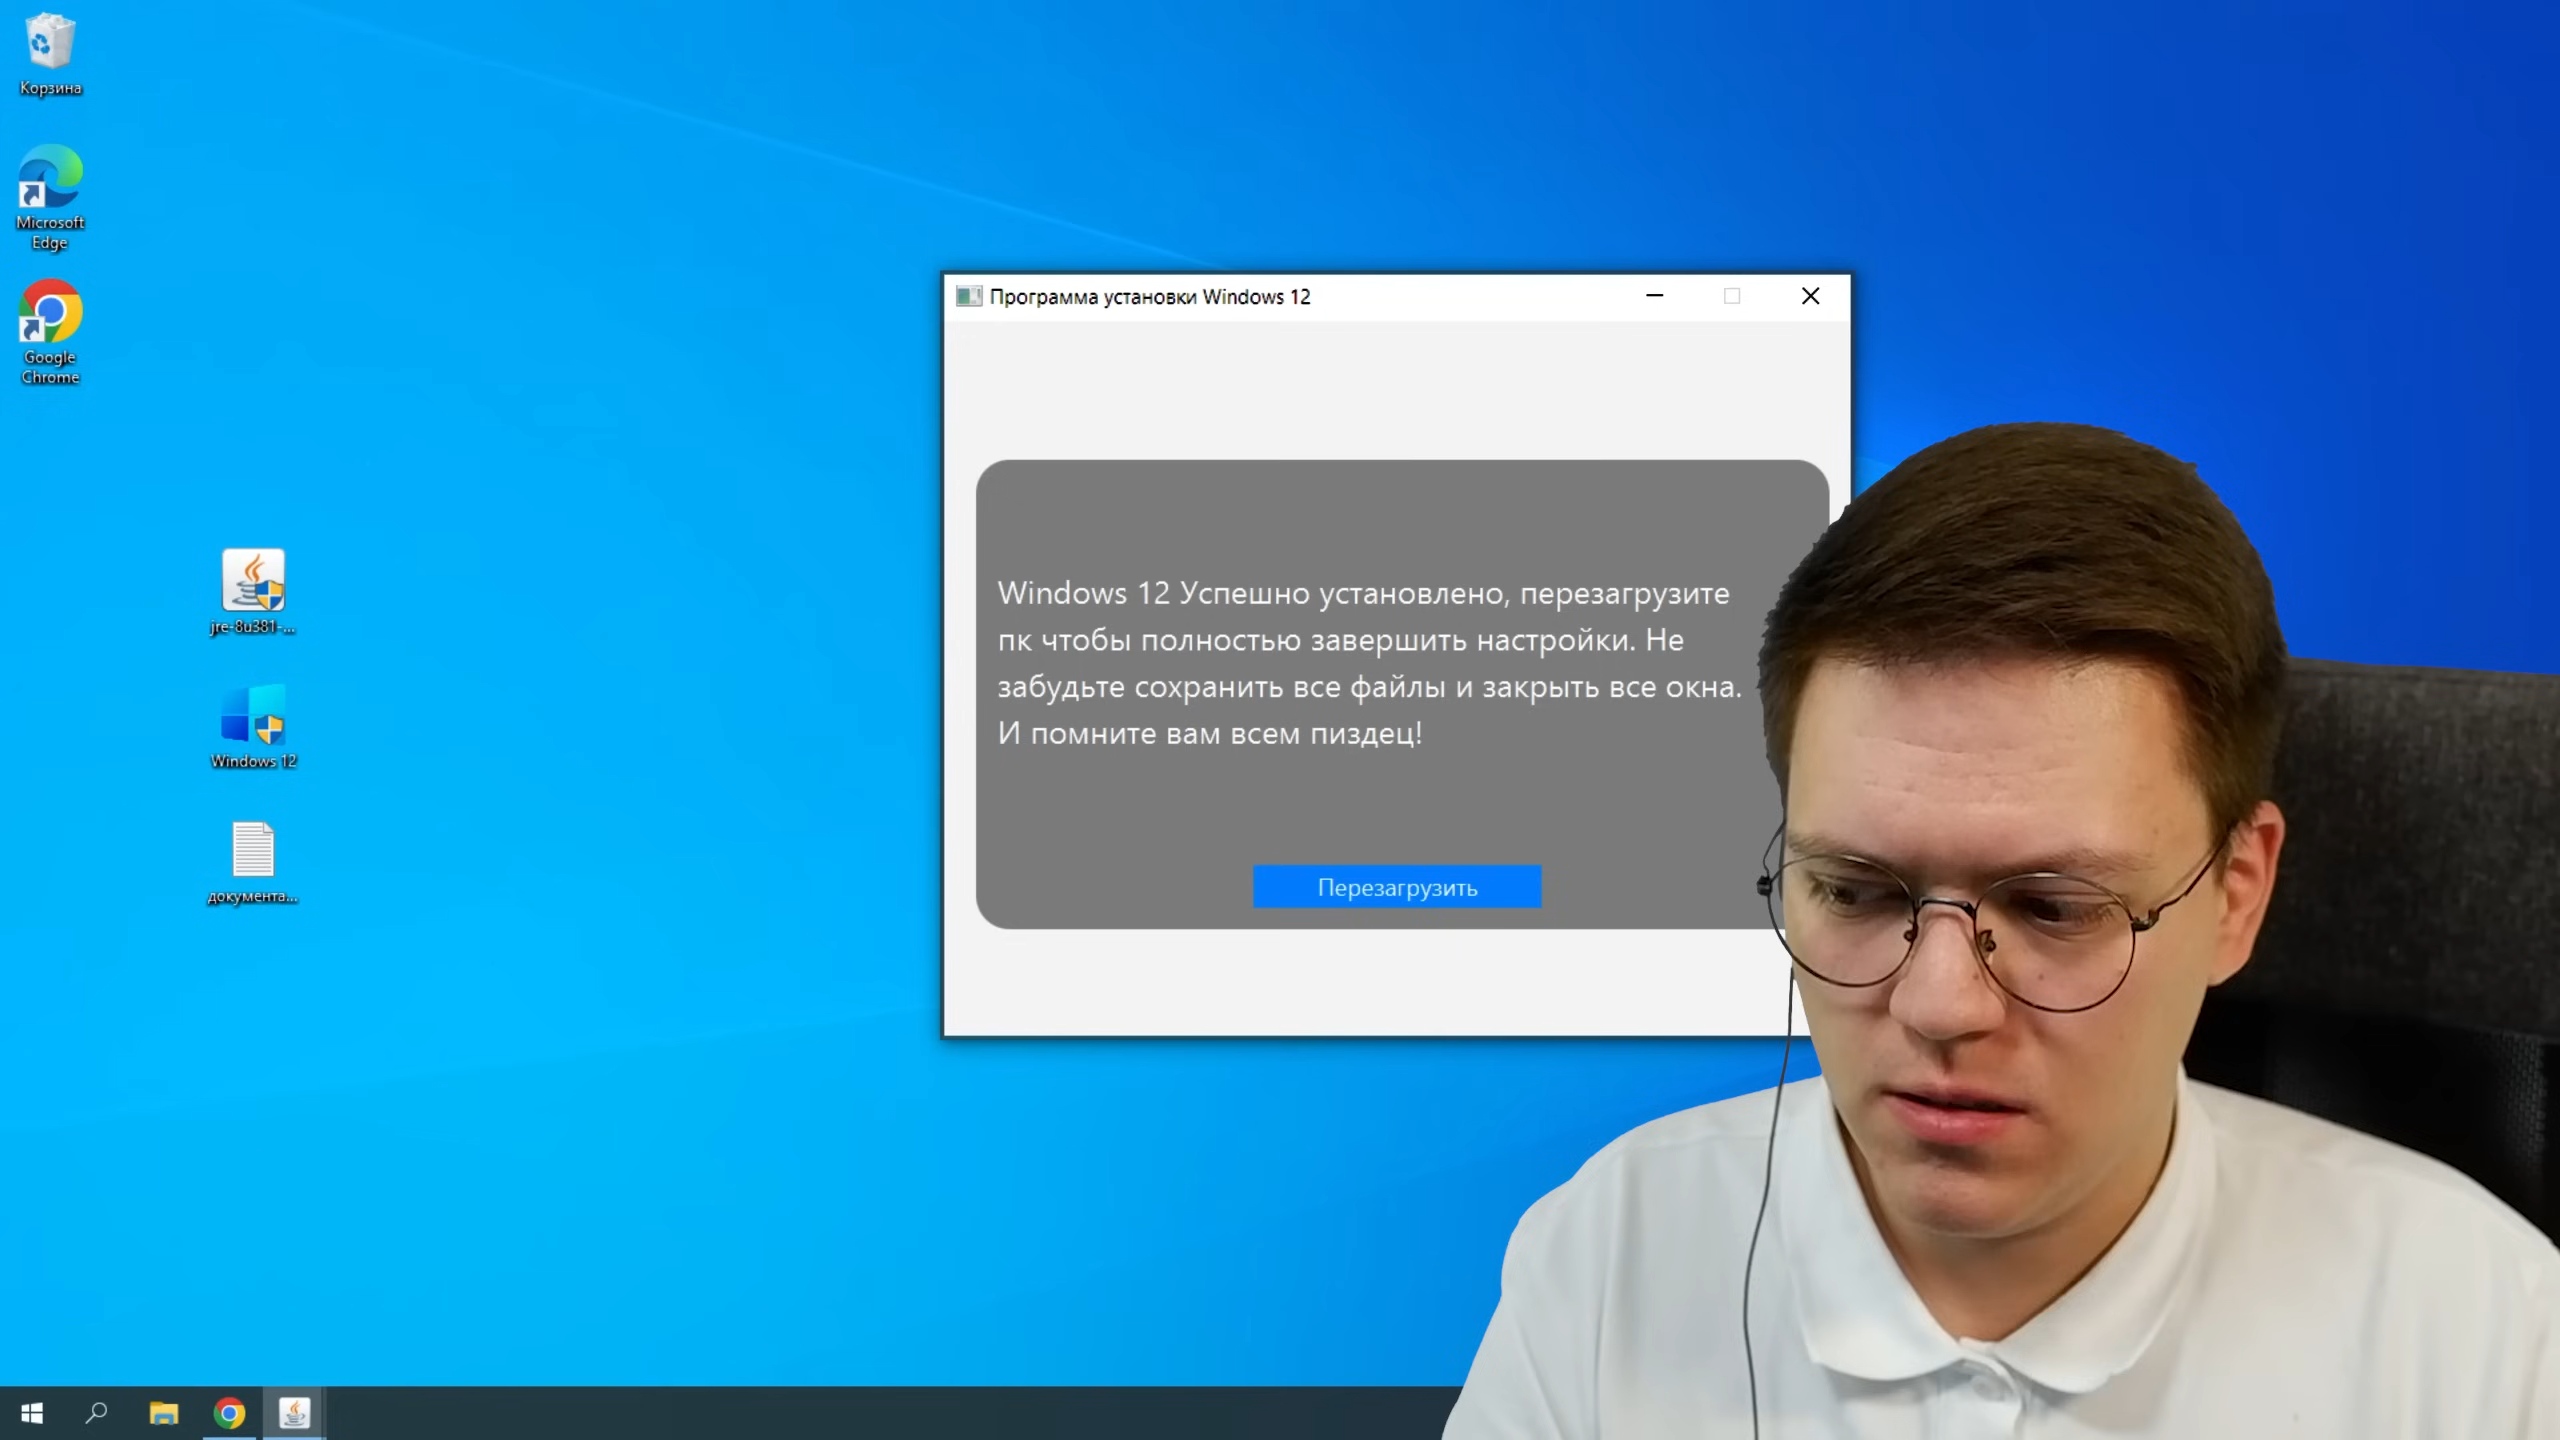 Корзина
Microsoft
Edge
Google
Chrome
jre-8u381-...
Windows 12
документа...
Программа установки Windows 12
Windows 12 Успешно установлено, перезагрузите
пк чтобы полностью завершить настройки. Не
забудьте сохранить все файлы и закрыть все окна.
И помните вам всем пиздец!
Перезагрузить